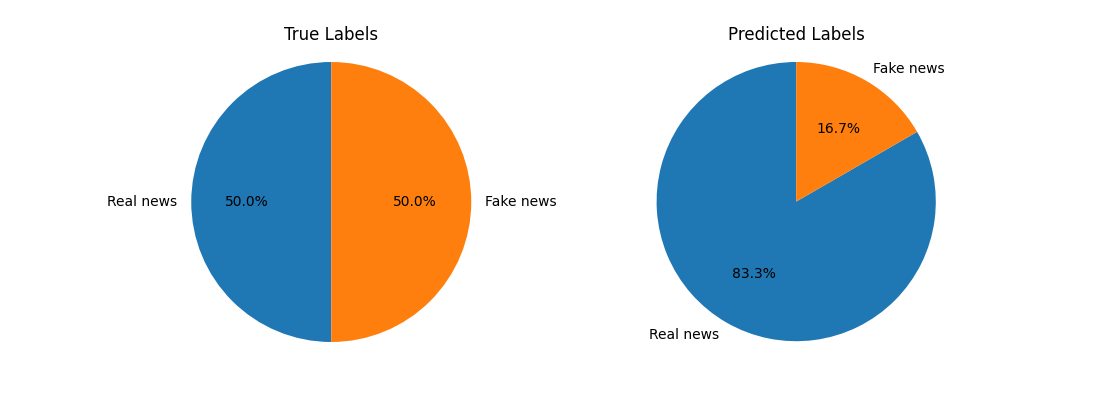 True Labels
Real news
50.0%
50.0%
Fake news
Predicted Labels
Fake news
16.7%
83.3%
Real news